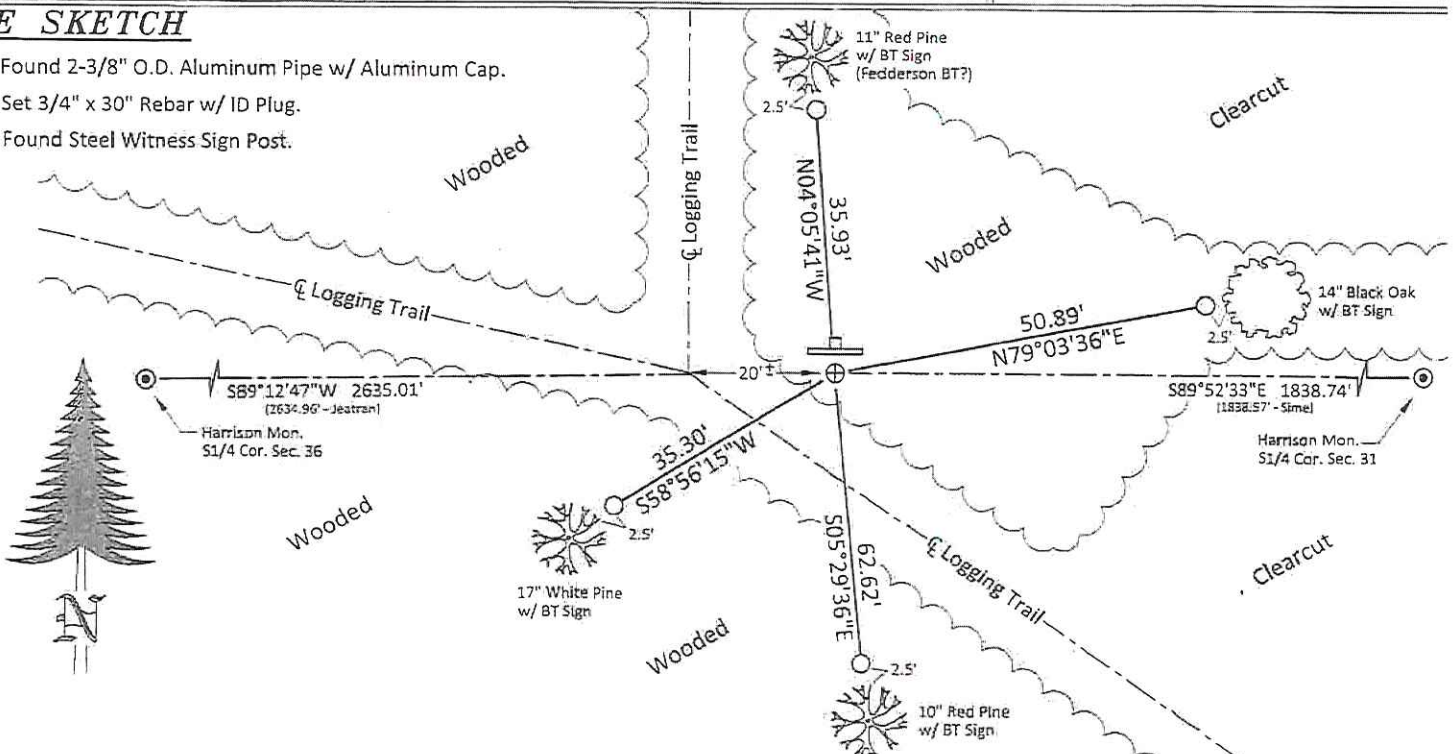 E SKETCH
Found 2-3/8" O.D. Aluminum Pipe w/ Aluminum Cap.
Set 3/4" x 30" Rebar w/ ID Plug.
Found Steel Witness Sign Post.
11" Red Pine
w/ BT Sign
(Fedderson BT?)
2.5'
Clearcut
Wooded
℄ Logging Trail
35.93'
N04°05'41"W
Wooded
℄ Logging Trail
14" Black Oak
w/ BT Sign
2.5'
50.89'
N79°03'36"E
20'±
S89°12'47"W 2635.01'
(2634.96' - Jeatran)
S89°52'33"E 1838.74'
(1838.57' - Simel)
Harrison Mon.
S1/4 Cor. Sec. 36
Harrison Mon.
S1/4 Cor. Sec. 31
35.30'
S58°56'15"W
2.5'
Wooded
17" White Pine
w/ BT Sign
62.62'
S05°29'36"E
℄ Logging Trail
Clearcut
N
Wooded
2.5'
10" Red Pine
w/ BT Sign